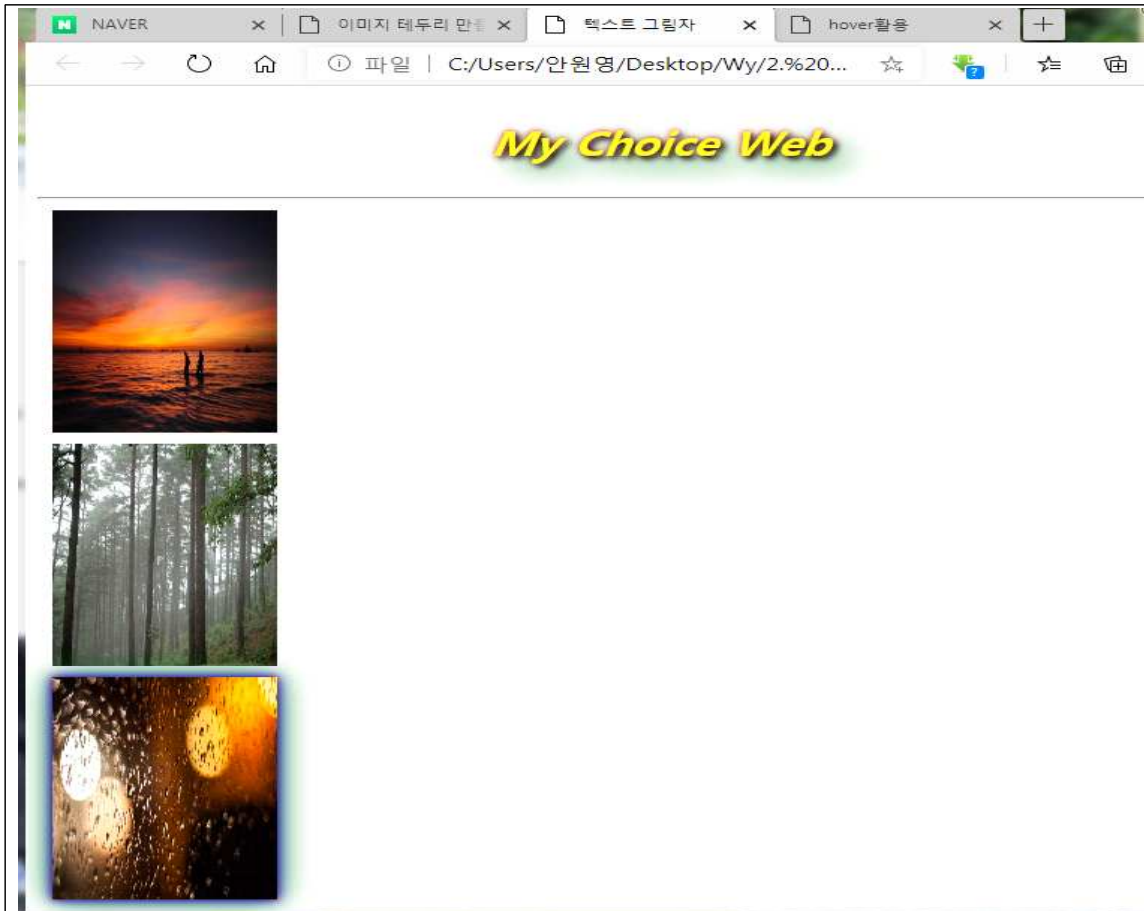 NAVER
이미지 테두리 만
텍스트 그림자
hover활용
파일 C:/Users/안원영/Desktop/Wy/2.%20...
My Choice Web